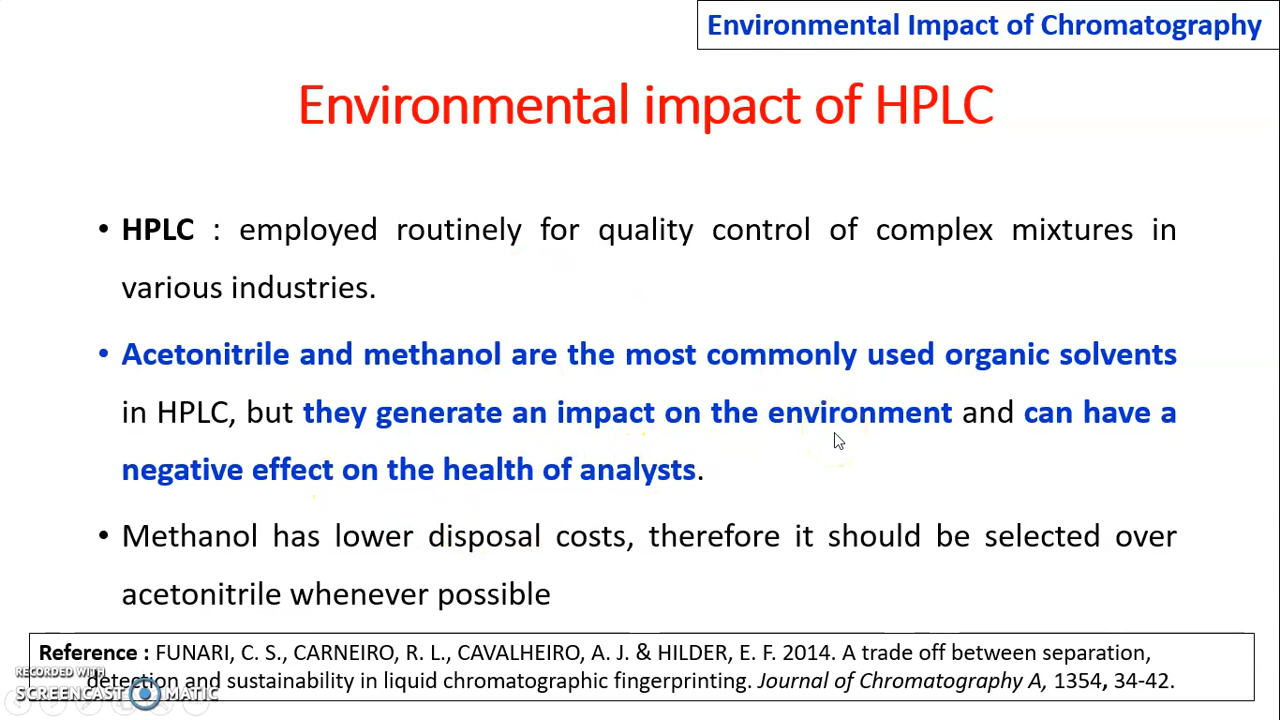 Environmental Impact of Chromatography
Environmental impact of HPLC
• HPLC : employed routinely for quality control of complex mixtures in
various industries.
• Acetonitrile and methanol are the most commonly used organic solvents
in HPLC, but they generate an impact on the environment and can have a
negative effect on the health of analysts.
• Methanol has lower disposal costs, therefore it should be selected over
acetonitrile whenever possible
Reference : FUNARI, C. S., CARNEIRO, R. L., CAVALHEIRO, A. J. & HILDER, E. F. 2014. A trade off between separation,
detection and sustainability in liquid chromatographic fingerprinting. Journal of Chromatography A, 1354, 34-42.
RECORDED WITH
SCREENCAST MATIC